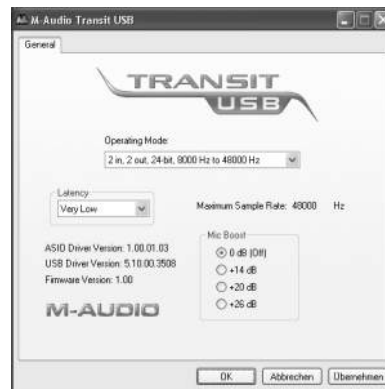 M-Audio Transit USB
General
TRANSIT
USB
Operating Mode:
2 in, 2 out, 24-bit, 8000 Hz to 48000 Hz
Latency
Very Low
Maximum Sample Rate: 48000 Hz
Mic Boost
0 dB (Off)
+14 dB
+20 dB
+26 dB
ASIO Driver Version: 1.00.01.03
USB Driver Version: 5.10.00.3508
Firmware Version: 1.00
M-AUDIO
OK
Abbrechen
Übernehmen